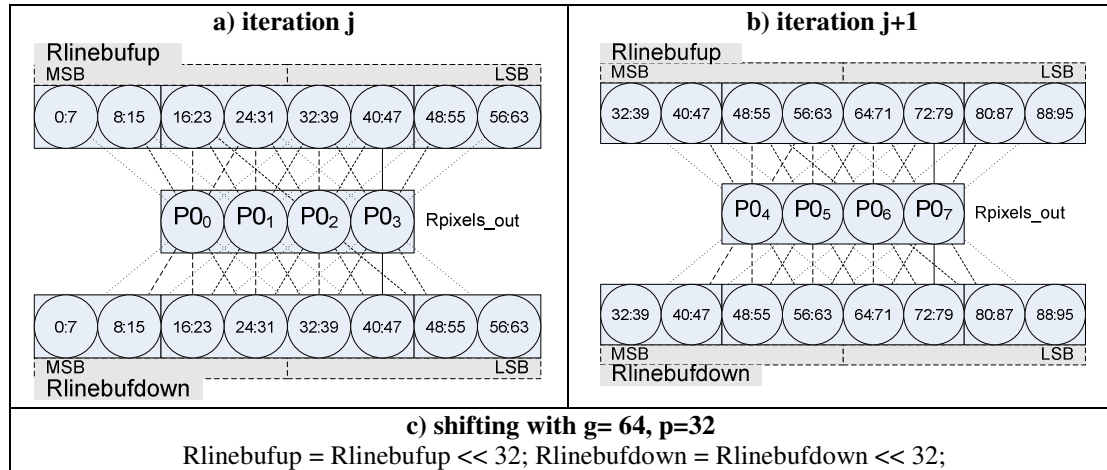 a) iteration j
Rlinebufup
MSB LSB
0:7 8:15 16:23 24:31 32:39 40:47 48:55 56:63
P0₀ P0₁ P0₂ P0₃ Rpixels_out
0:7 8:15 16:23 24:31 32:39 40:47 48:55 56:63
MSB LSB
Rlinebufdown
b) iteration j+1
Rlinebufup
MSB LSB
32:39 40:47 48:55 56:63 64:71 72:79 80:87 88:95
P0₄ P0₅ P0₆ P0₇ Rpixels_out
32:39 40:47 48:55 56:63 64:71 72:79 80:87 88:95
MSB LSB
Rlinebufdown
c) shifting with g= 64, p=32
Rlinebufup = Rlinebufup << 32; Rlinebufdown = Rlinebufdown << 32;